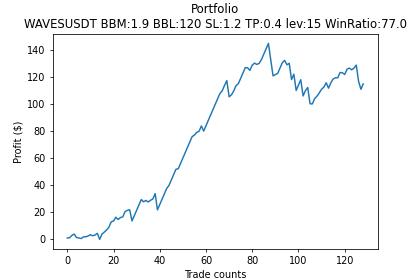 Portfolio
WAVESUSDT BBM:1.9 BBL:120 SL:1.2 TP:0.4 lev:15 WinRatio:77.0
140
120
100
80
60
40
20
0
Profit ($)
0 20 40 60 80 100 120
Trade counts